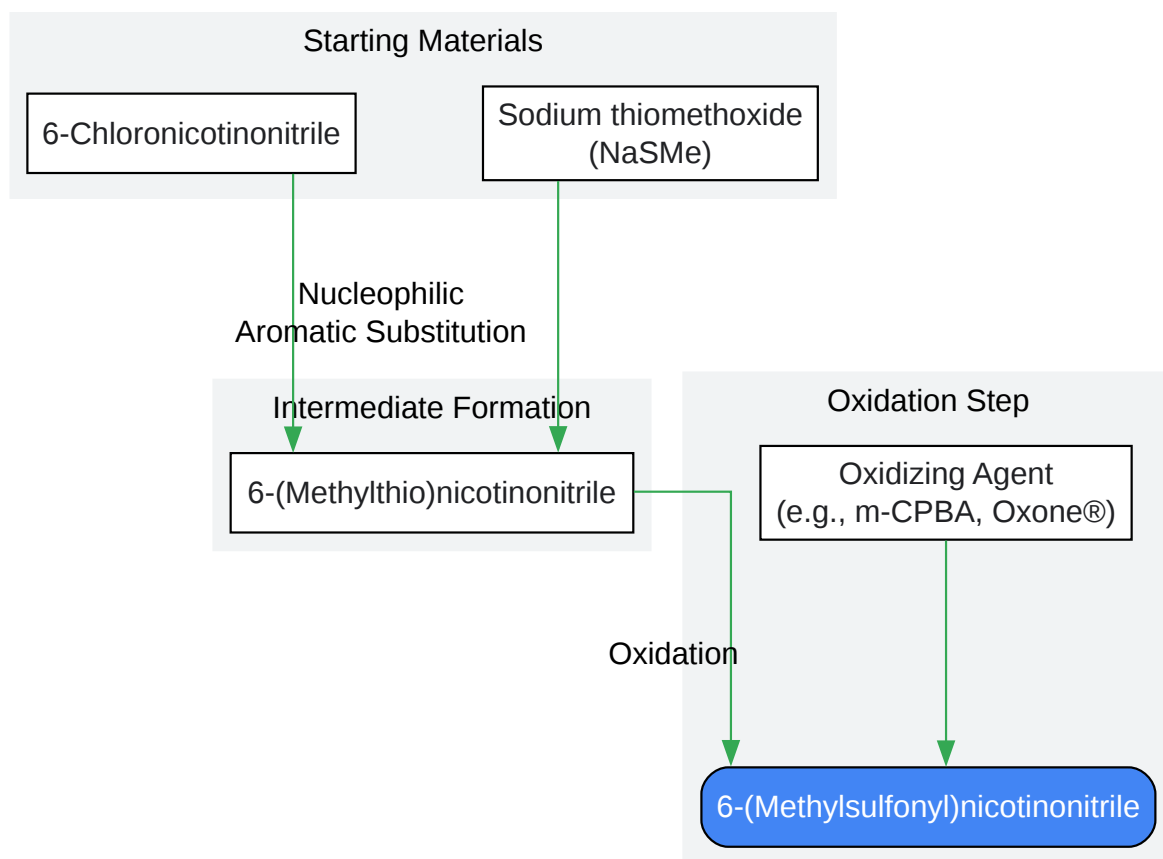 Starting Materials
6-Chloronicotinonitrile
Sodium thiomethoxide
(NaSMe)
Nucleophilic
Aromatic Substitution
Intermediate Formation
6-(Methylthio)nicotinonitrile
Oxidation Step
Oxidizing Agent
(e.g., m-CPBA, Oxone®)
Oxidation
6-(Methylsulfonyl)nicotinonitrile